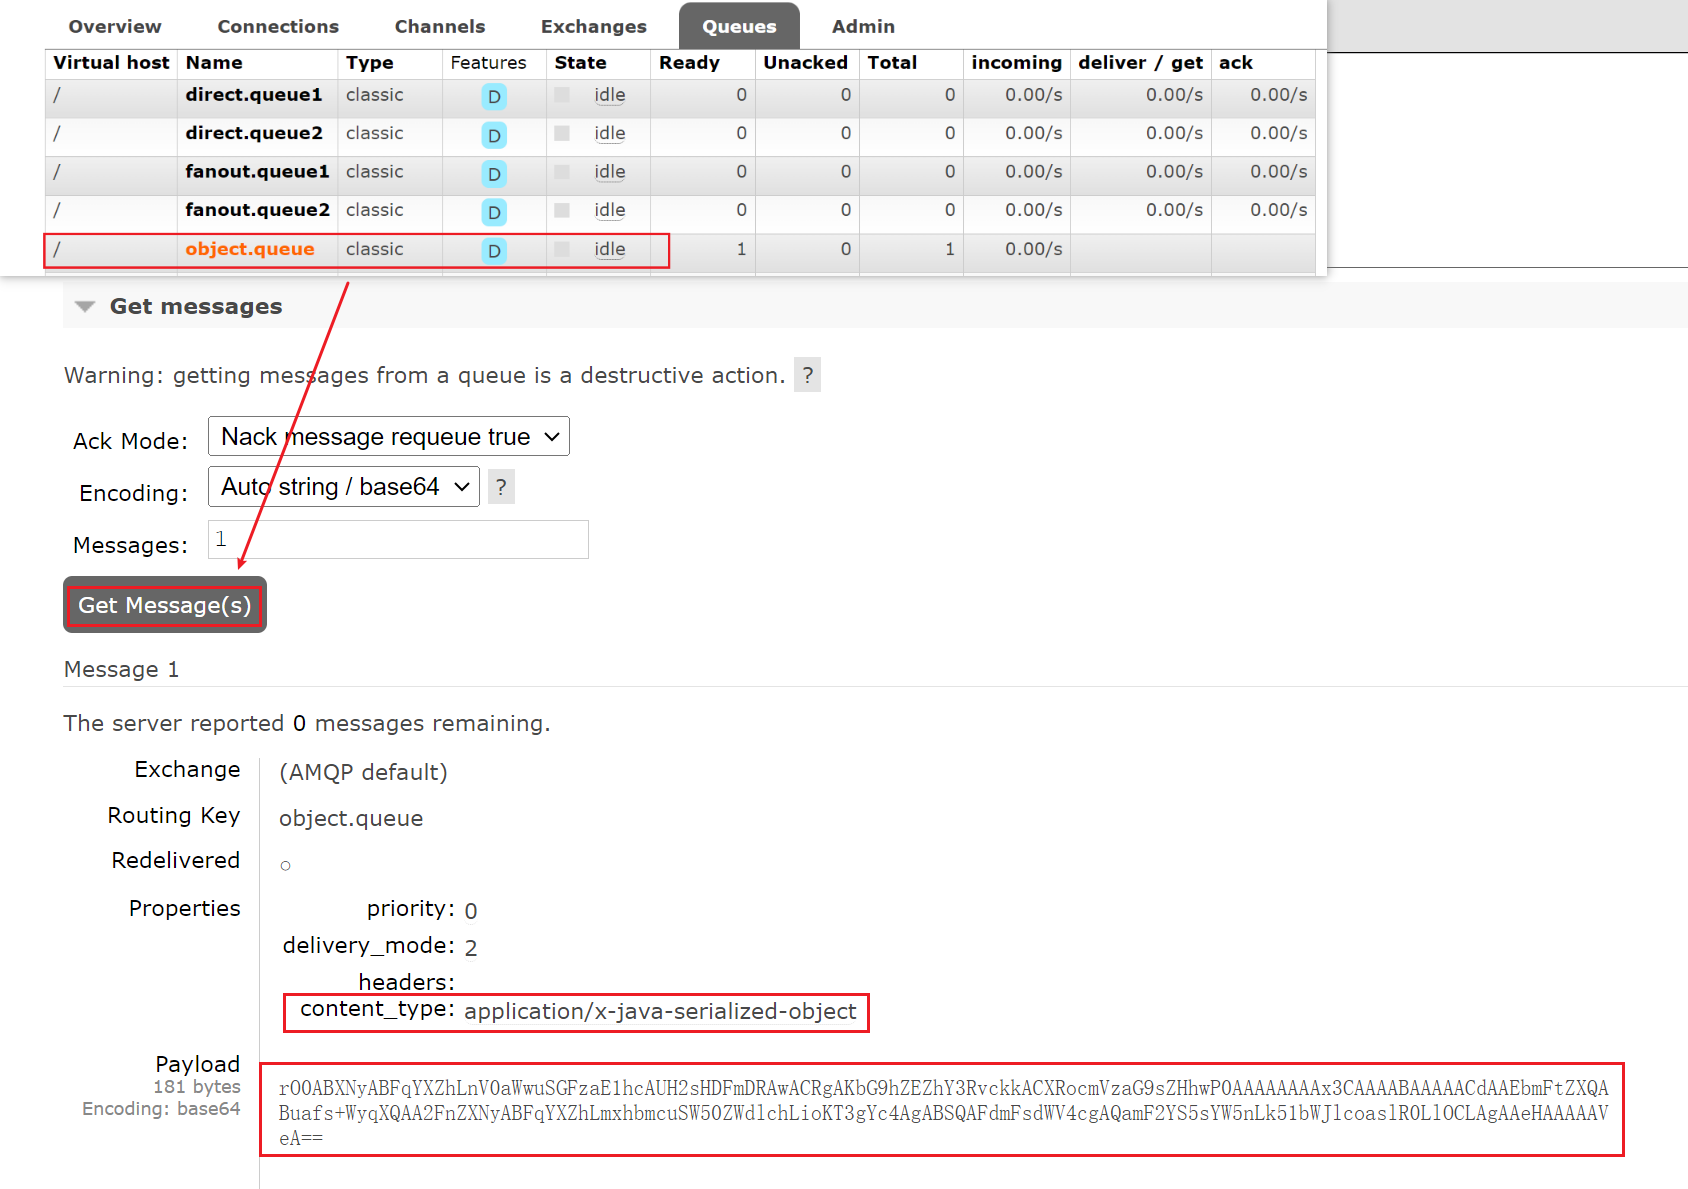 Overview Connections Channels Exchanges Queues Admin
Virtual host Name Type Features State Ready Unacked Total incoming deliver / get ack
/ direct.queue1 classic D idle 0 0 0 0.00/s 0.00/s 0.00/s
/ direct.queue2 classic D idle 0 0 0 0.00/s 0.00/s 0.00/s
/ fanout.queue1 classic D idle 0 0 0 0.00/s 0.00/s 0.00/s
/ fanout.queue2 classic D idle 0 0 0 0.00/s 0.00/s 0.00/s
/ object.queue classic D idle 1 0 1 0.00/s
Get messages
Warning: getting messages from a queue is a destructive action. ?
Ack Mode: Nack message requeue true
Encoding: Auto string / base64 ?
Messages: 1
Get Message(s)
Message 1
The server reported 0 messages remaining.
Exchange (AMQP default)
Routing Key object.queue
Redelivered ○
Properties priority: 0
delivery_mode: 2
headers:
content_type: application/x-java-serialized-object
Payload
181 bytes
Encoding: base64
rO0ABXNyABFqYXZhLnV0aWwuSGFzaE1hcAUH2sHDFmDRAwACRgAKbG9hZEZhY3RvckkACXRocmVzaG9sZHhwP0AAAAAAAAx3CAAAABAAAAACdAAEbmFtZXQA
Buafs+WyqXQAA2FnZXNyABFqYXZhLmxhbmcuSW50ZWdlchLioKT3gYc4AgABSQAFdmFsdWV4cgAQamF2YS5sYW5nLk51bWJlcoaslR0LlOCLAgAAeHAAAAAV
eA==